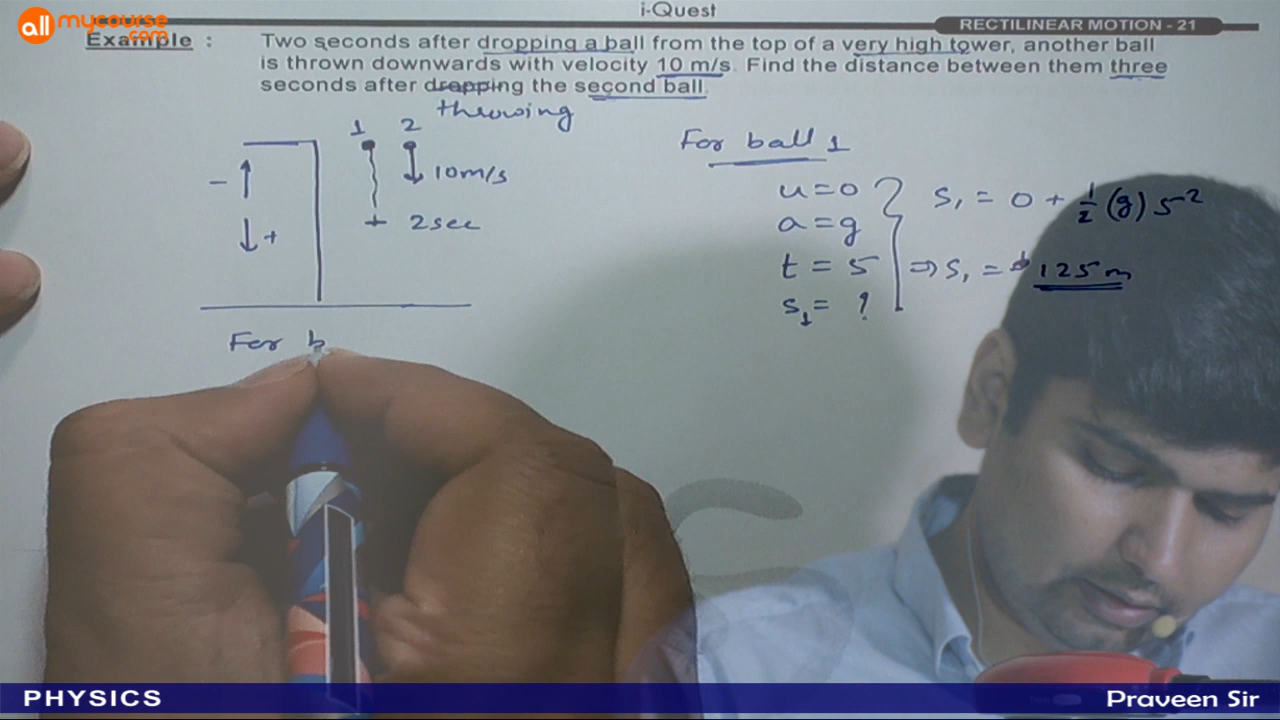 i-Quest
all mycourse.com
RECTILINEAR MOTION - 21
Example : Two seconds after dropping a ball from the top of a very high tower, another ball
is thrown downwards with velocity 10 m/s. Find the distance between them three
seconds after dropping the second ball.
throwing
1 2
10m/s
−
+
+ 2sec
For ball 1
u=0
a=g
t = 5
s₁= ?
s₁ = 0 + 1/2 (g) 5²
⇒ s₁ = 125m
For b
PHYSICS
Praveen Sir